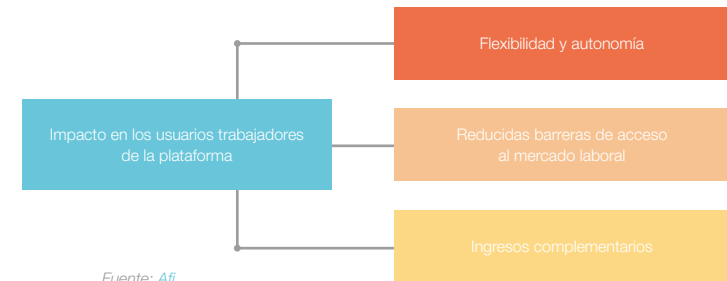 Flexibilidad y autonomía
Impacto en los usuarios trabajadores
de la plataforma
Reducidas barreras de acceso
al mercado laboral
Ingresos complementarios
Fuente: Afi